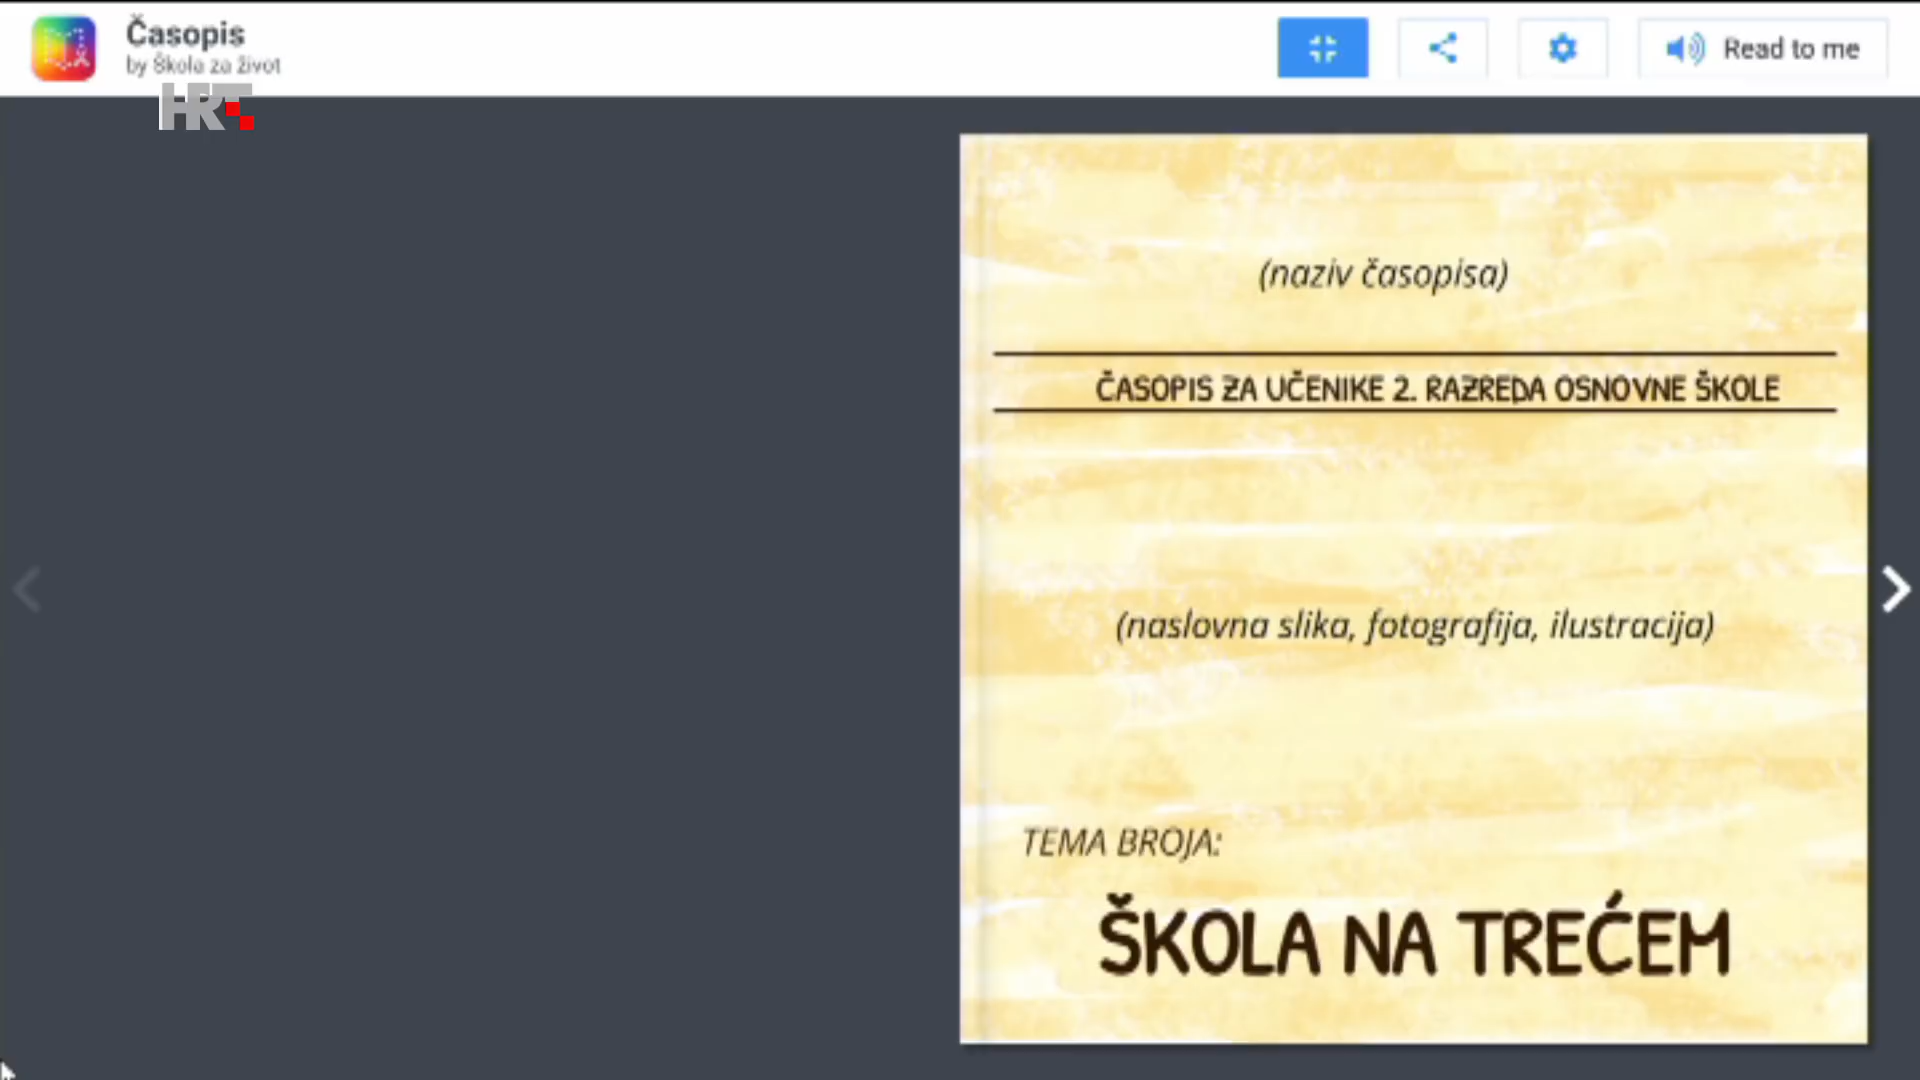 Časopis
by Škola za život
Read to me
HRT
(naziv časopisa)
ČASOPIS ZA UČENIKE 2. RAZREDA OSNOVNE ŠKOLE
(naslovna slika, fotografija, ilustracija)
TEMA BROJA:
ŠKOLA NA TREĆEM